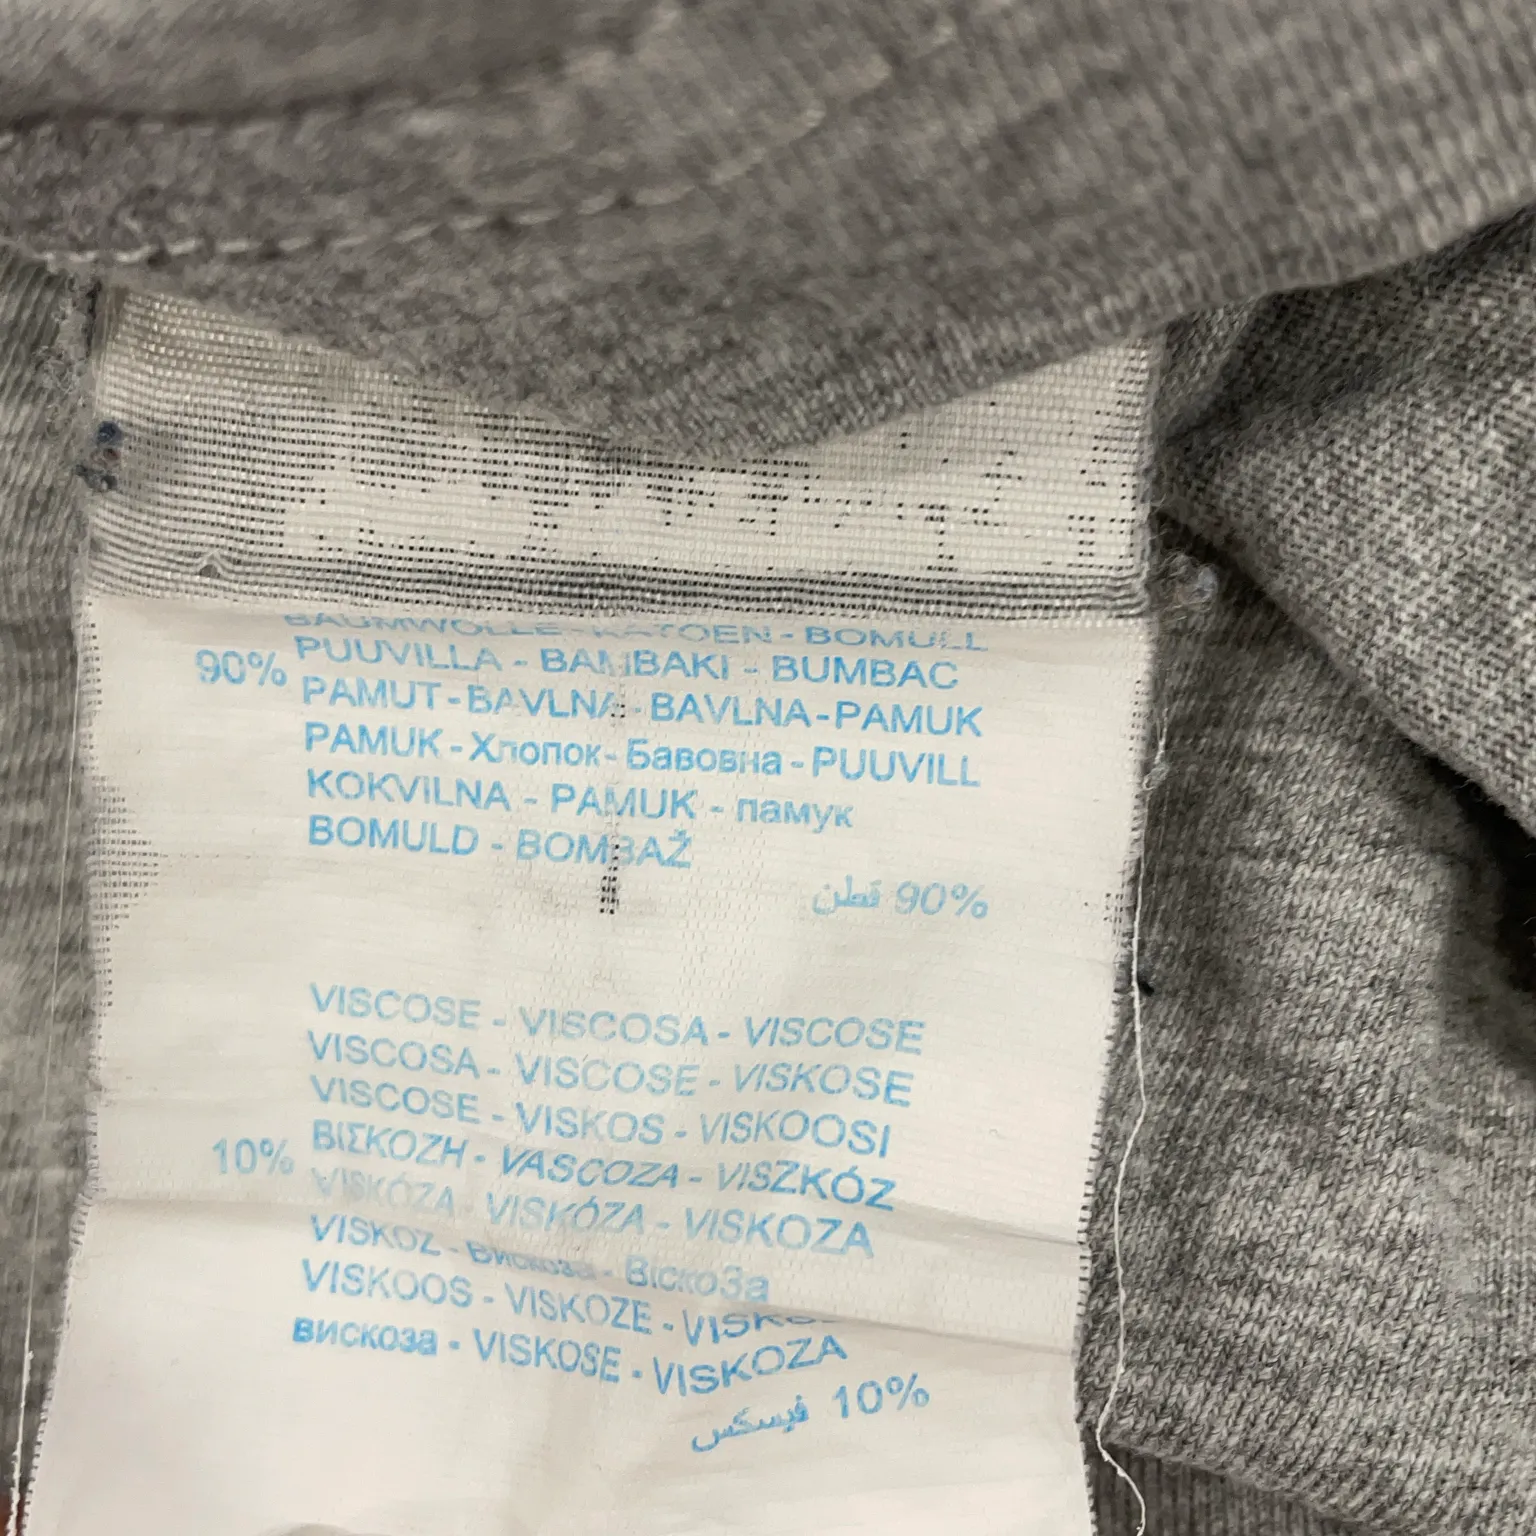 BAUMWOLLE - KATOEN - BOMULL
90% PUUVILLA - BAMBAKI - BUMBAC
PAMUT - BAVLNA - BAVLNA - PAMUK
PAMUK - Хлопок - Бавовна - PUUVILL
KOKVILNA - PAMUK - памук
BOMULD - BOMBAŽ
90% قطن
VISCOSE - VISCOSA - VISCOSE
VISCOSA - VISCOSE - VISKOSE
VISCOSE - VISKOS - VISKOOSI
10% ΒΙΣΚΟΖΗ - VASCOZA - VISZKÓZ
VISKÓZA - VISKÓZA - VISKOZA
VISKOZ - Вискоза - ВіскоЗа
VISKOOS - VISKOZE -
вискоза - VISKOSE - VISKOZA
10% فيسكس